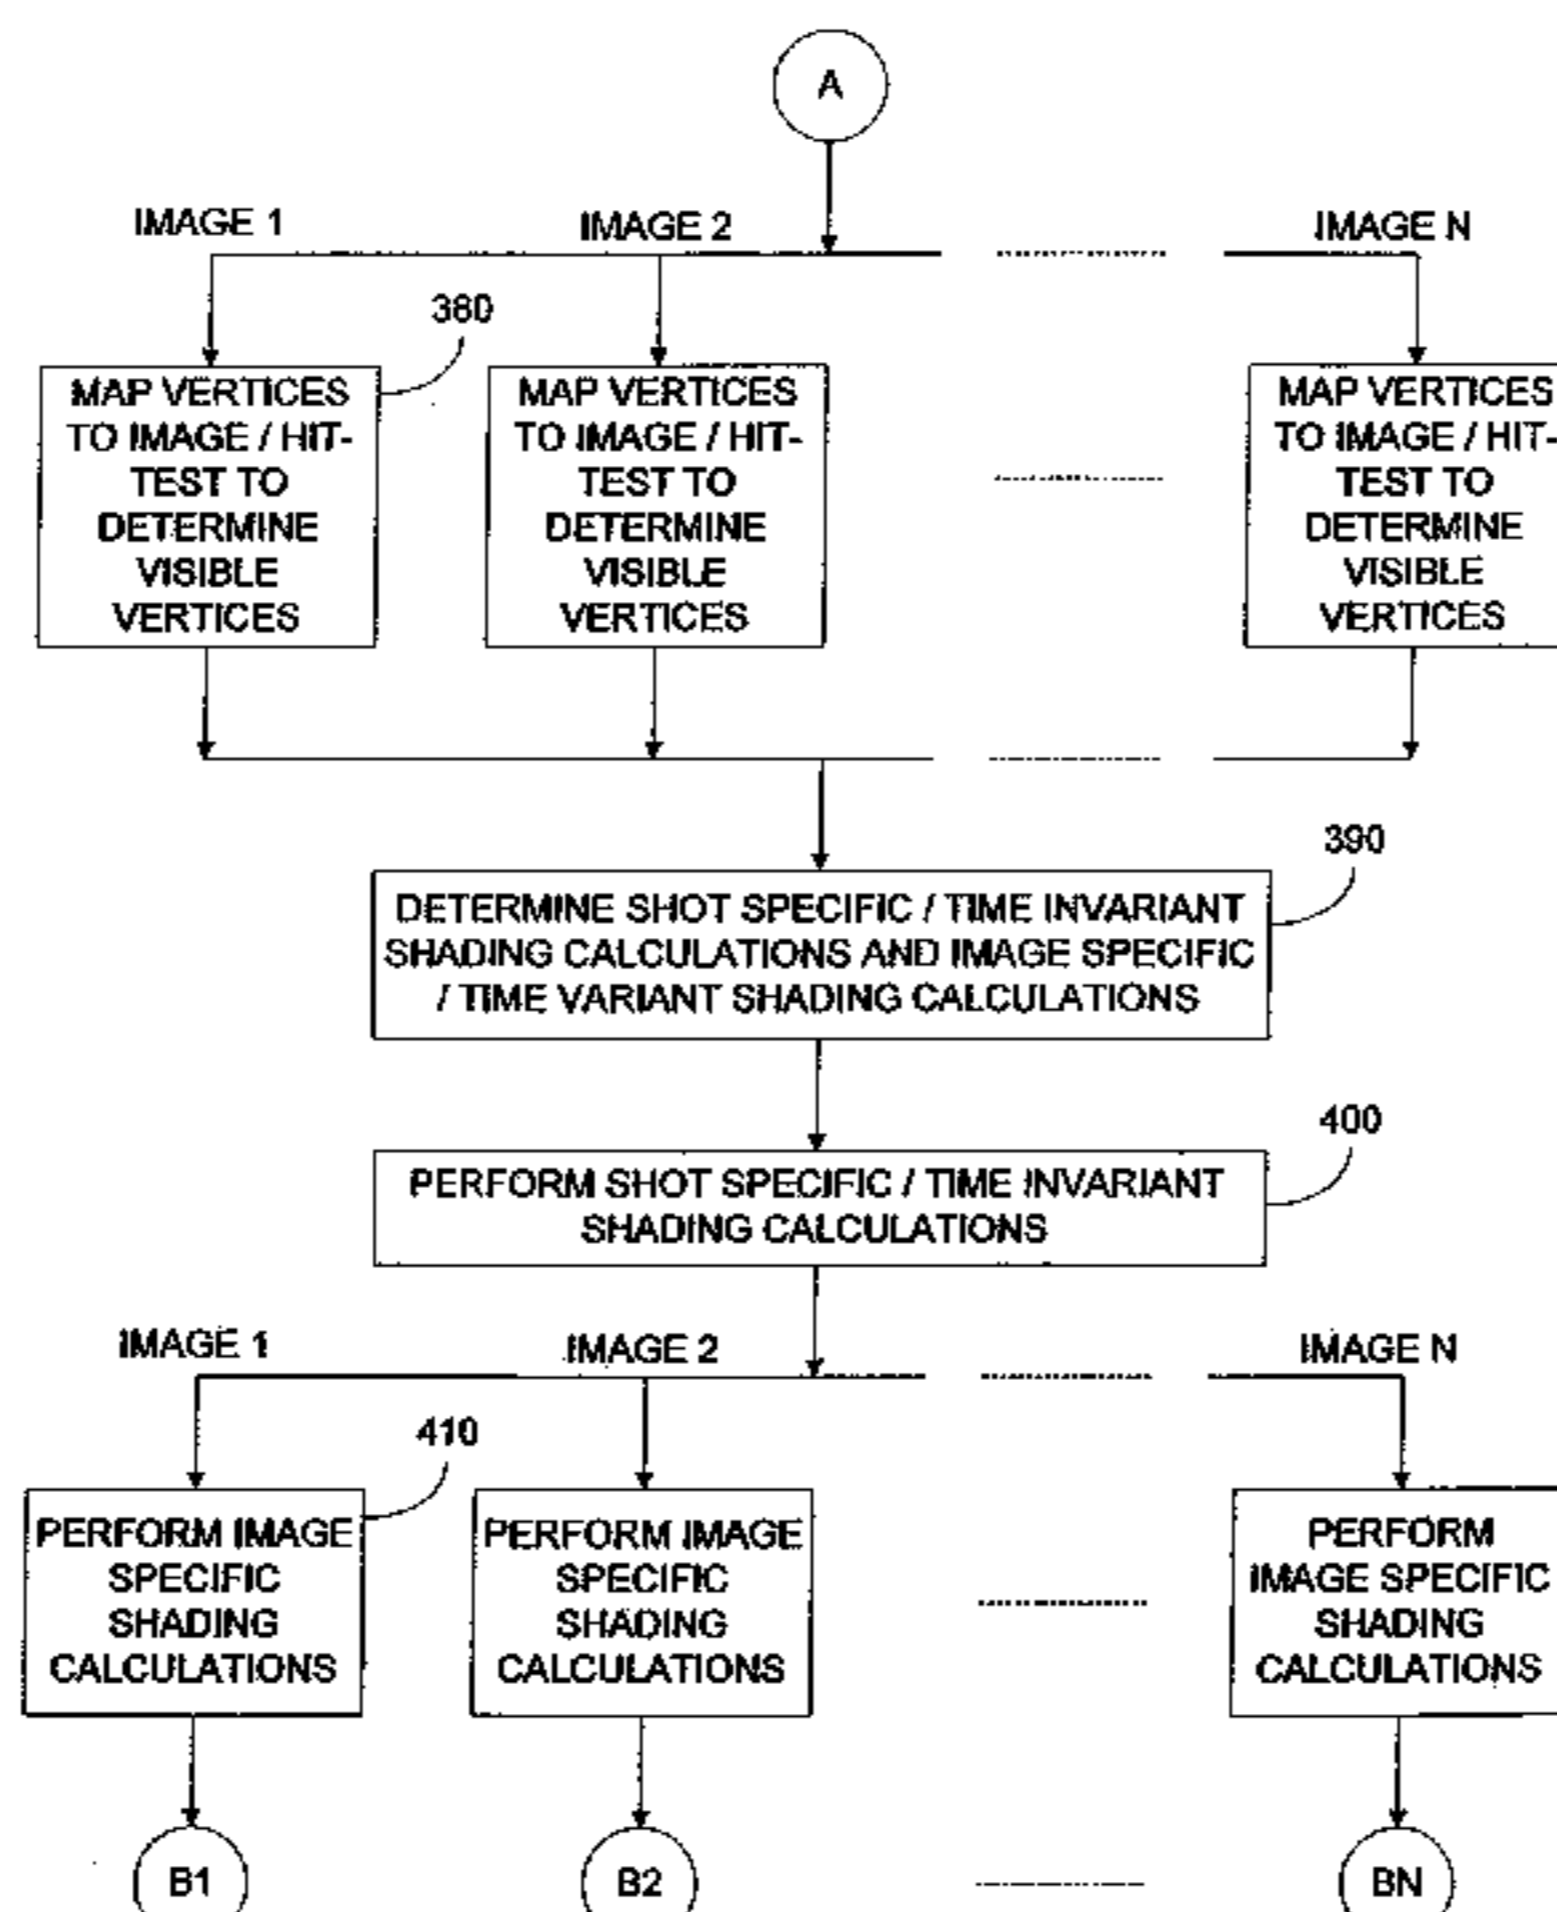 A
IMAGE 1
IMAGE 2
IMAGE N
380
MAP VERTICES
TO IMAGE / HIT-
TEST TO
DETERMINE
VISIBLE
VERTICES
MAP VERTICES
TO IMAGE / HIT-
TEST TO
DETERMINE
VISIBLE
VERTICES
MAP VERTICES
TO IMAGE / HIT-
TEST TO
DETERMINE
VISIBLE
VERTICES
390
DETERMINE SHOT SPECIFIC / TIME INVARIANT
SHADING CALCULATIONS AND IMAGE SPECIFIC
/ TIME VARIANT SHADING CALCULATIONS
400
PERFORM SHOT SPECIFIC / TIME INVARIANT
SHADING CALCULATIONS
IMAGE 1
IMAGE 2
IMAGE N
410
PERFORM IMAGE
SPECIFIC
SHADING
CALCULATIONS
PERFORM IMAGE
SPECIFIC
SHADING
CALCULATIONS
PERFORM
IMAGE SPECIFIC
SHADING
CALCULATIONS
B1
B2
BN